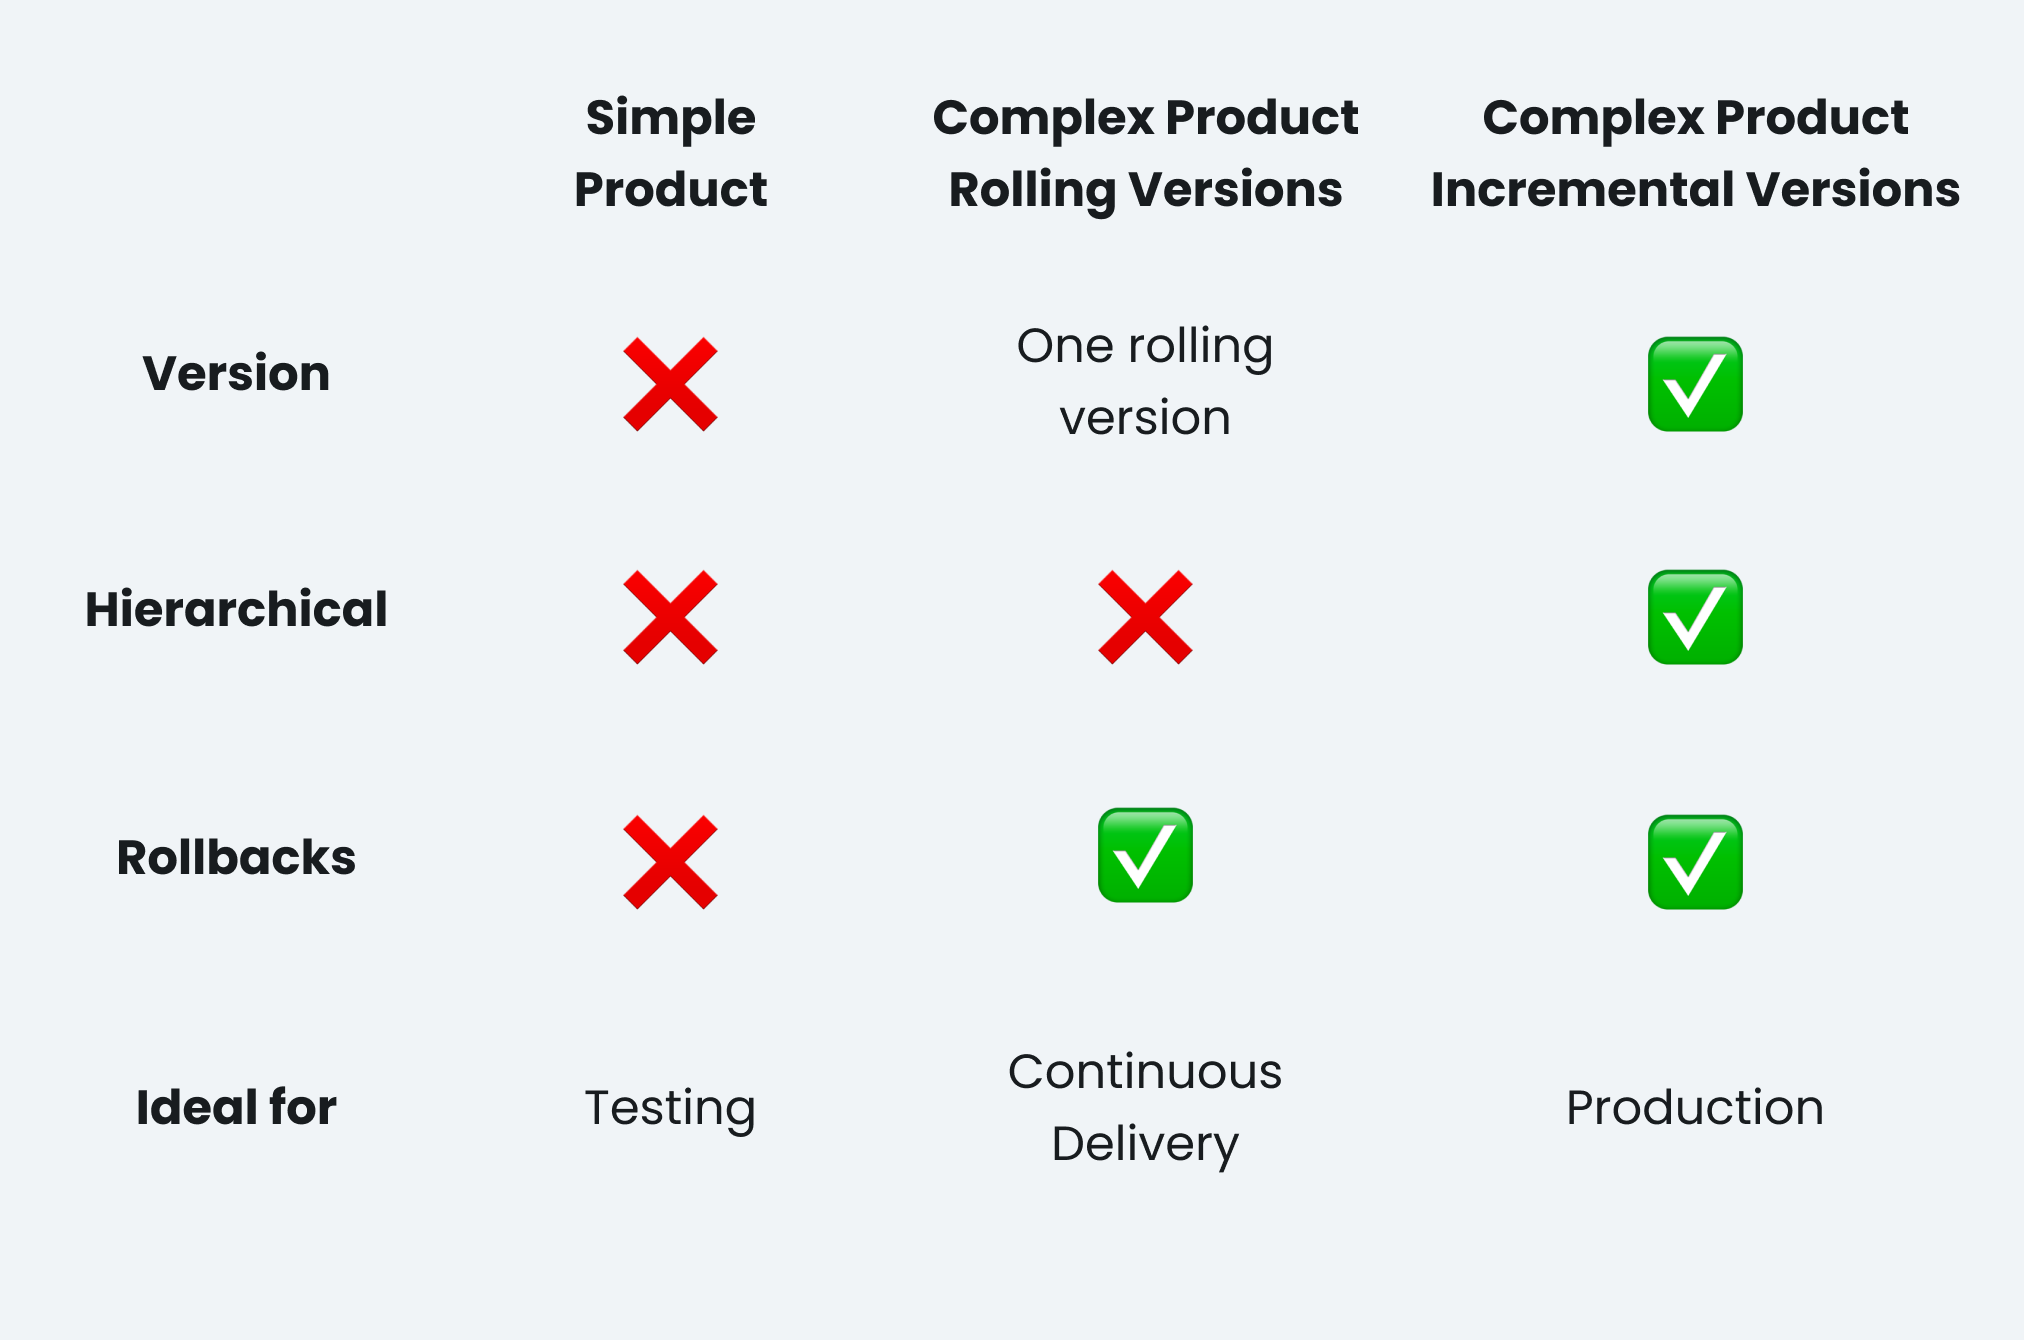 Simple
Product
Complex Product
Rolling Versions
Complex Product
Incremental Versions
Version
❌
One rolling
version
✅
Hierarchical
❌
❌
✅
Rollbacks
❌
✅
✅
Ideal for
Testing
Continuous
Delivery
Production